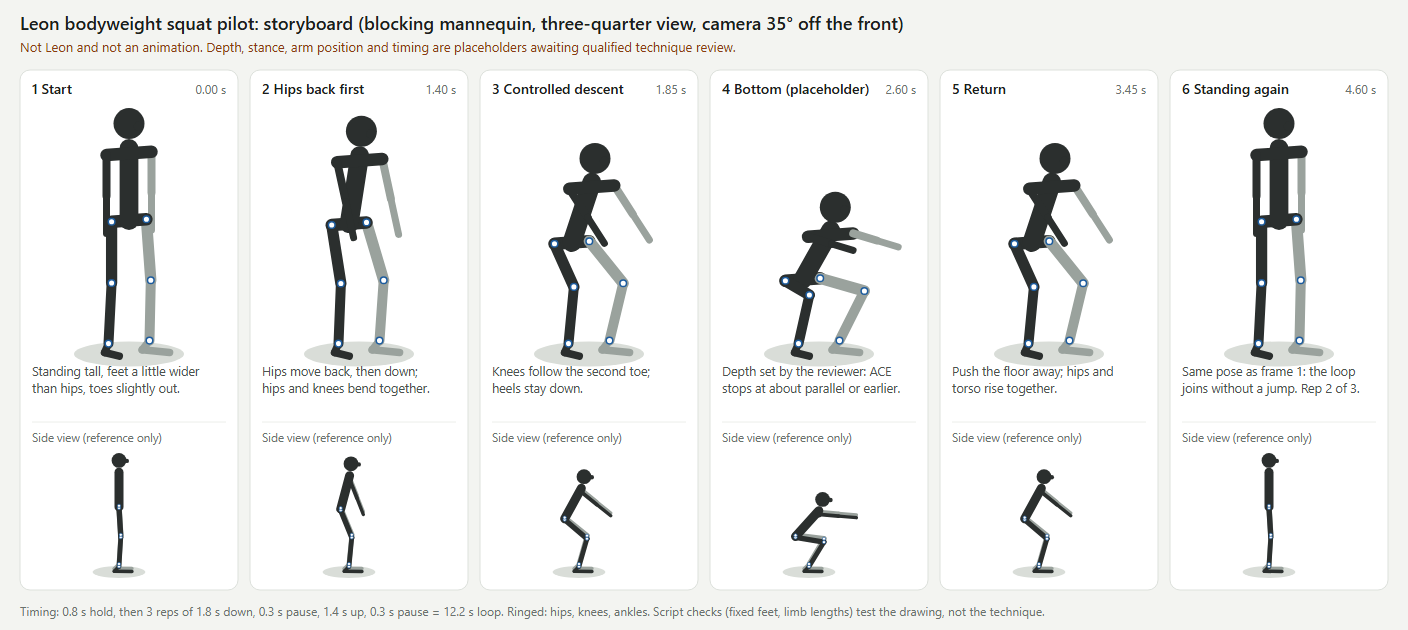 Leon bodyweight squat pilot: storyboard (blocking mannequin, three-quarter view, camera 35° off the front)
Not Leon and not an animation. Depth, stance, arm position and timing are placeholders awaiting qualified technique review.
1 Start 0.00 s
Standing tall, feet a little wider
than hips, toes slightly out.
Side view (reference only)
2 Hips back first 1.40 s
Hips move back, then down;
hips and knees bend together.
Side view (reference only)
3 Controlled descent 1.85 s
Knees follow the second toe;
heels stay down.
Side view (reference only)
4 Bottom (placeholder) 2.60 s
Depth set by the reviewer: ACE
stops at about parallel or earlier.
Side view (reference only)
5 Return 3.45 s
Push the floor away; hips and
torso rise together.
Side view (reference only)
6 Standing again 4.60 s
Same pose as frame 1: the loop
joins without a jump. Rep 2 of 3.
Side view (reference only)
Timing: 0.8 s hold, then 3 reps of 1.8 s down, 0.3 s pause, 1.4 s up, 0.3 s pause = 12.2 s loop. Ringed: hips, knees, ankles. Script checks (fixed feet, limb lengths) test the drawing, not the technique.